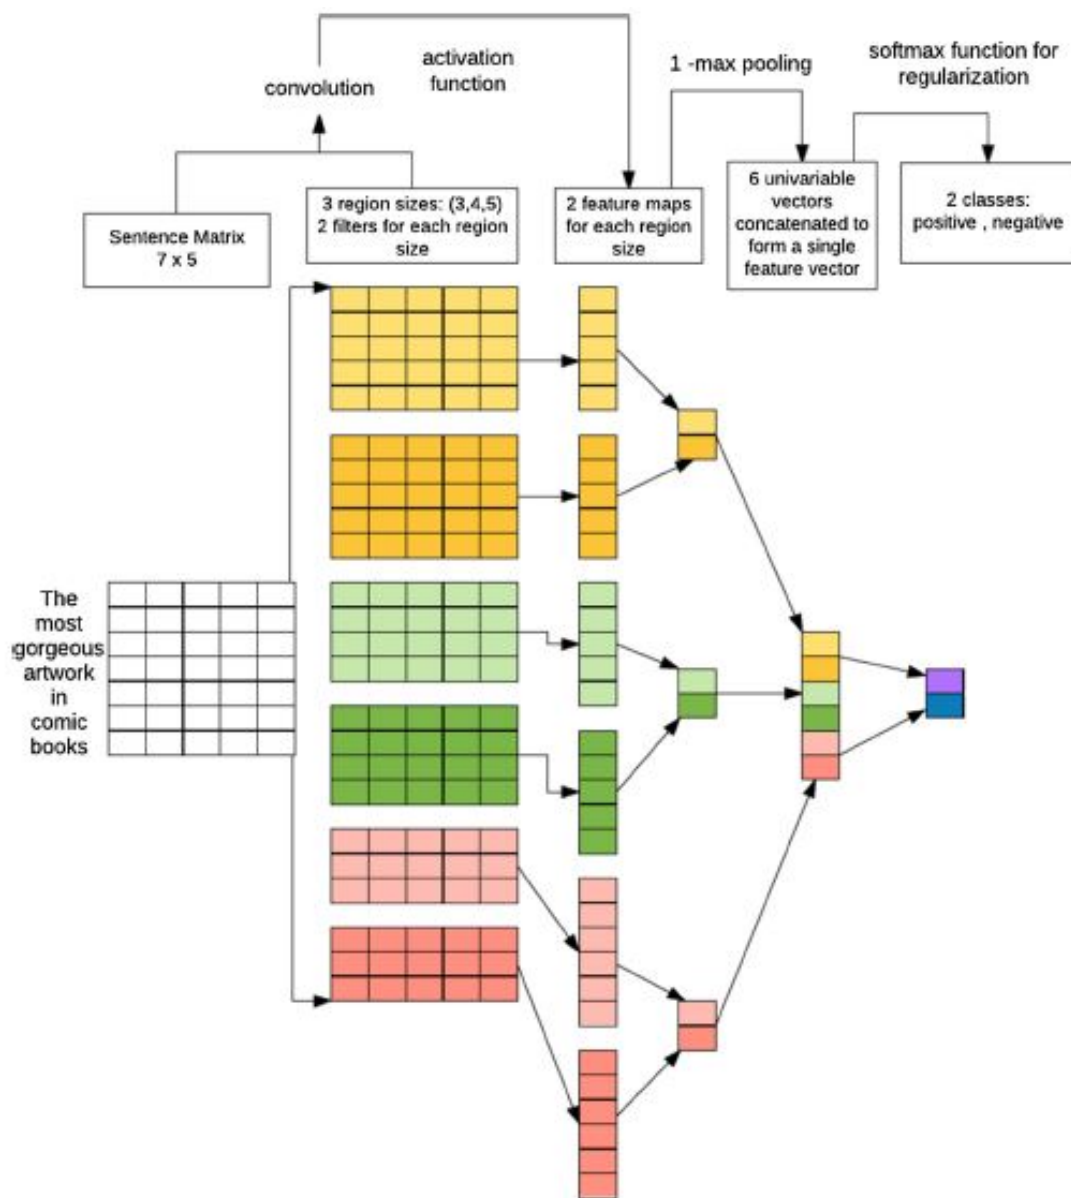 convolution
activation
function
1 -max pooling
softmax function for
regularization
Sentence Matrix
7 x 5
3 region sizes: (3,4,5)
2 filters for each region
size
2 feature maps
for each region
size
6 univariable
vectors
concatenated to
form a single
feature vector
2 classes:
positive , negative
The
most
gorgeous
artwork
in
comic
books